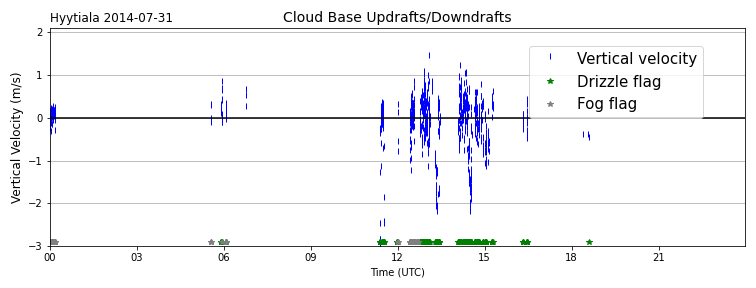 Hyytiala 2014-07-31
Cloud Base Updrafts/Downdrafts
Vertical Velocity (m/s)
2
1
0
−1
−2
−3
Vertical velocity
Drizzle flag
Fog flag
00 03 06 09 12 15 18 21
Time (UTC)